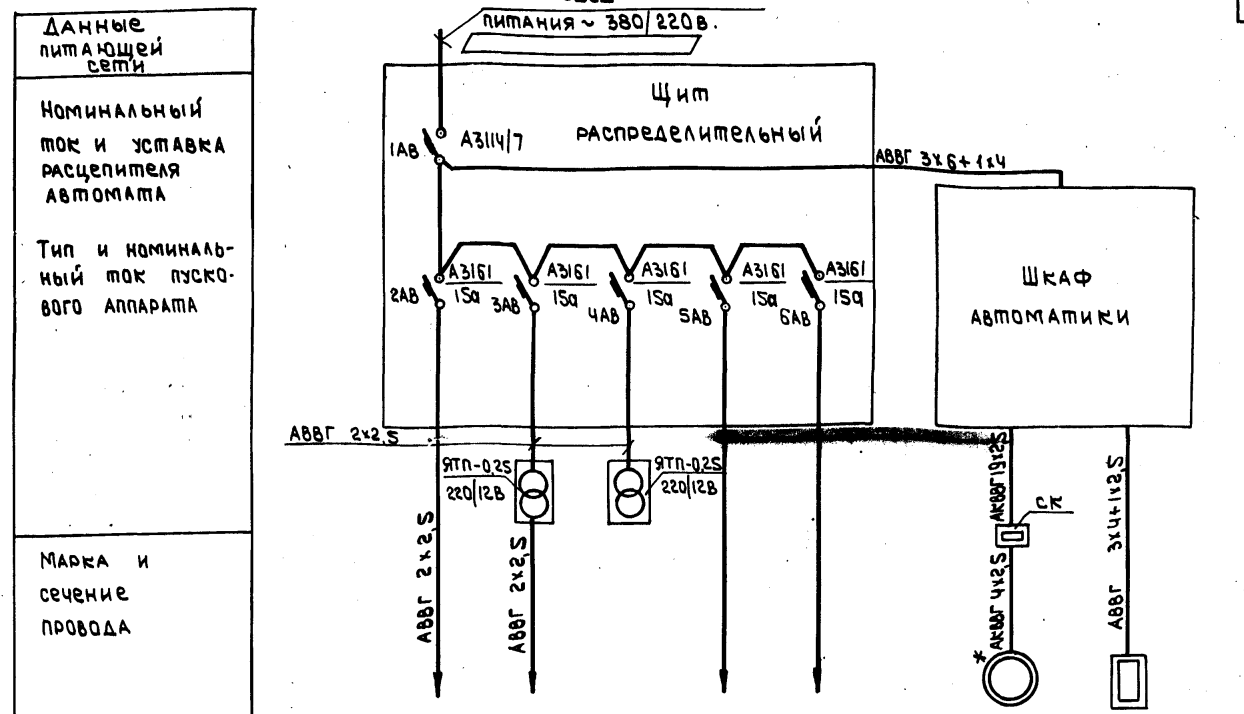 Данные
питающей
сети
Номинальный
ток и уставка
расцепителя
автомата
Тип и номиналь-
ный ток пуско-
вого аппарата
Марка и
сечение
провода
питания ~ 380/220в.
Щит
распределительный
1АВ
А3114/7
АВВГ 3х6+1х4
Шкаф
автоматики
2АВ
А3161
15а
3АВ
А3161
15а
4АВ
А3161
15а
5АВ
А3161
15а
6АВ
А3161
15а
АВВГ 2х2,5
ЯТП-0,25
220/12В
ЯТП-0,25
220/12В
АВВГ 2х2,5
АВВГ 2х2,5
АКВВГ19х2,5
СК
АКВВГ 4х2,5
АВВГ 3х4+1х2,5
*